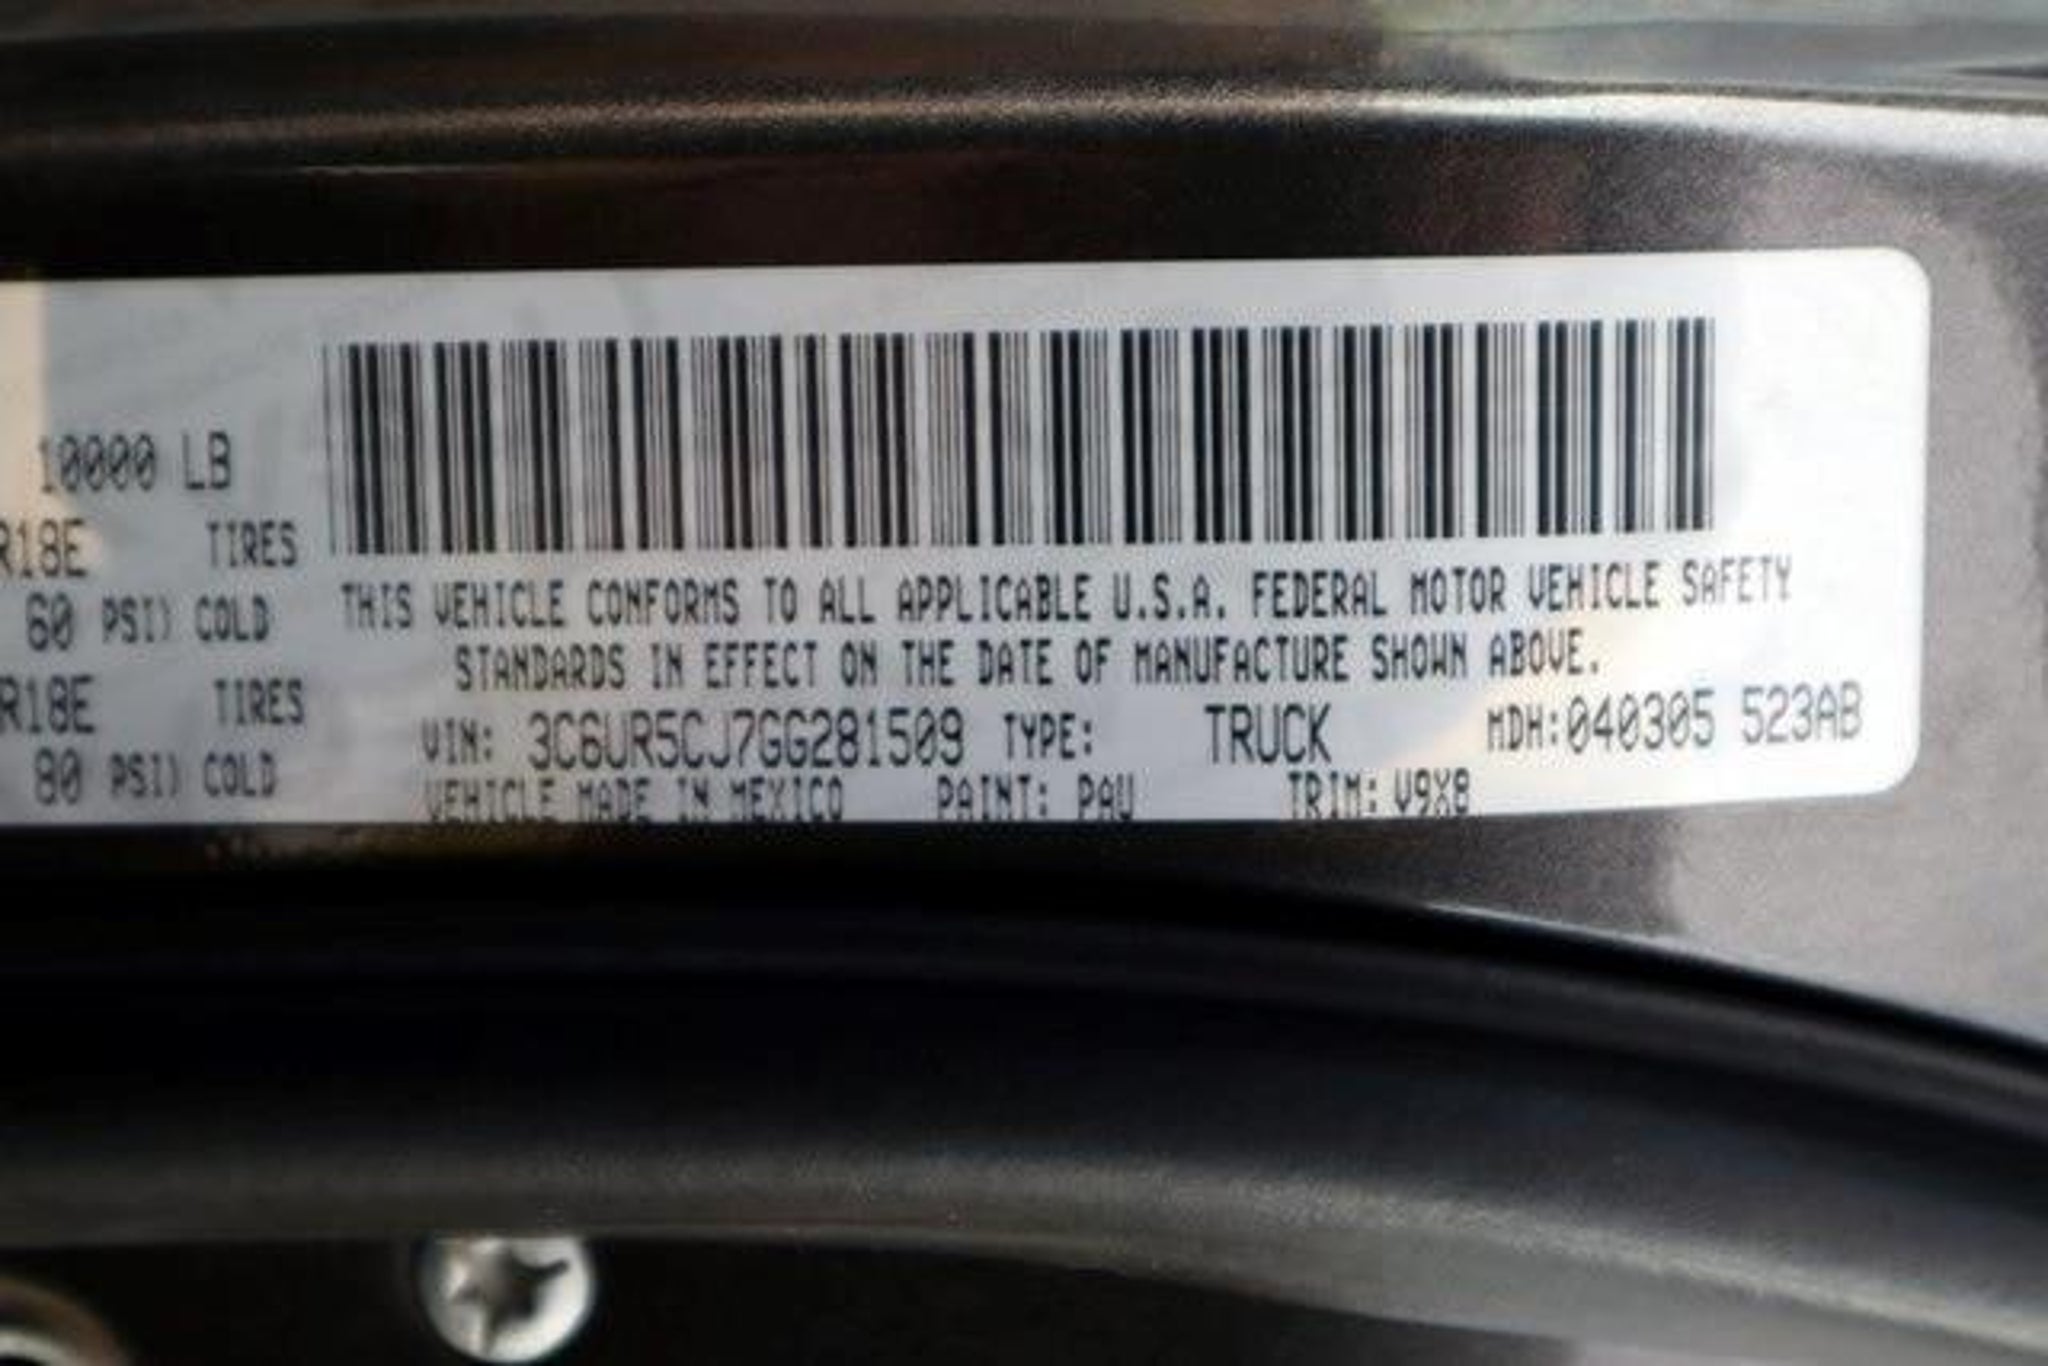 10000 LB
R18E TIRES
60 PSI) COLD
R18E TIRES
80 PSI) COLD
THIS VEHICLE CONFORMS TO ALL APPLICABLE U.S.A. FEDERAL MOTOR VEHICLE SAFETY
STANDARDS IN EFFECT ON THE DATE OF MANUFACTURE SHOWN ABOVE.
VIN: 3C6UR5CJ7GG281509 TYPE: TRUCK MDH:040305 523AB
VEHICLE MADE IN MEXICO PAINT: PAU TRIM: V9X8